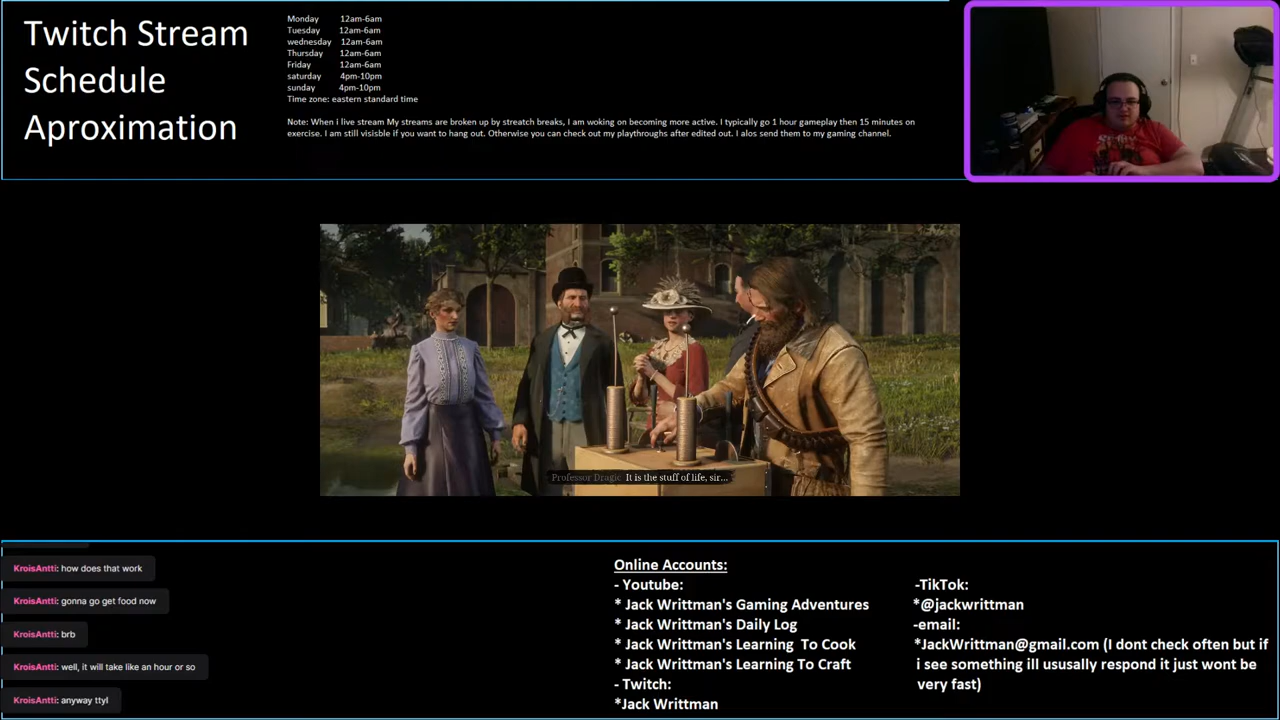 Twitch Stream
Schedule
Aproximation
Monday 12am-6am
Tuesday 12am-6am
wednesday 12am-6am
Thursday 12am-6am
Friday 12am-6am
saturday 4pm-10pm
sunday 4pm-10pm
Time zone: eastern standard time
Note: When i live stream My streams are broken up by streatch breaks, I am woking on becoming more active. I typically go 1 hour gameplay then 15 minutes on
exercise. I am still visisble if you want to hang out. Otherwise you can check out my playthroughs after edited out. I alos send them to my gaming channel.
Professor Dragic It is the stuff of life, sir...
KroisAntti: how does that work
KroisAntti: gonna go get food now
KroisAntti: brb
KroisAntti: well, it will take like an hour or so
KroisAntti: anyway ttyl
Online Accounts:
- Youtube:
* Jack Writtman's Gaming Adventures
* Jack Writtman's Daily Log
* Jack Writtman's Learning To Cook
* Jack Writtman's Learning To Craft
- Twitch:
*Jack Writtman
-TikTok:
*@jackwrittman
-email:
*JackWrittman@gmail.com (I dont check often but if
i see something ill ususally respond it just wont be
very fast)